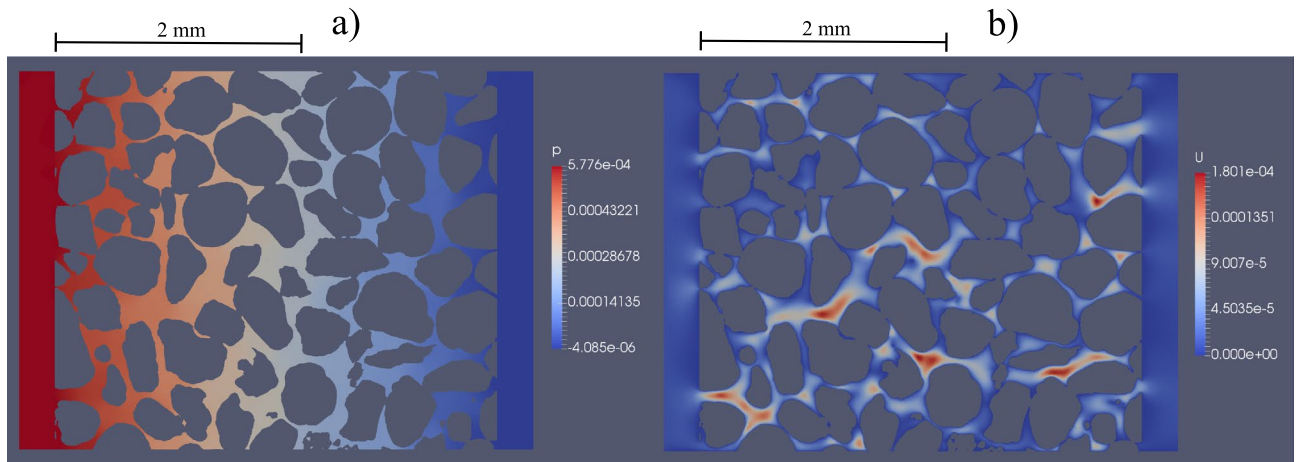 2 mm
a)
2 mm
b)
p
5.776e-04
0.00043221
0.00028678
0.00014135
-4.085e-06
U
1.801e-04
0.0001351
9.007e-5
4.5035e-5
0.000e+00